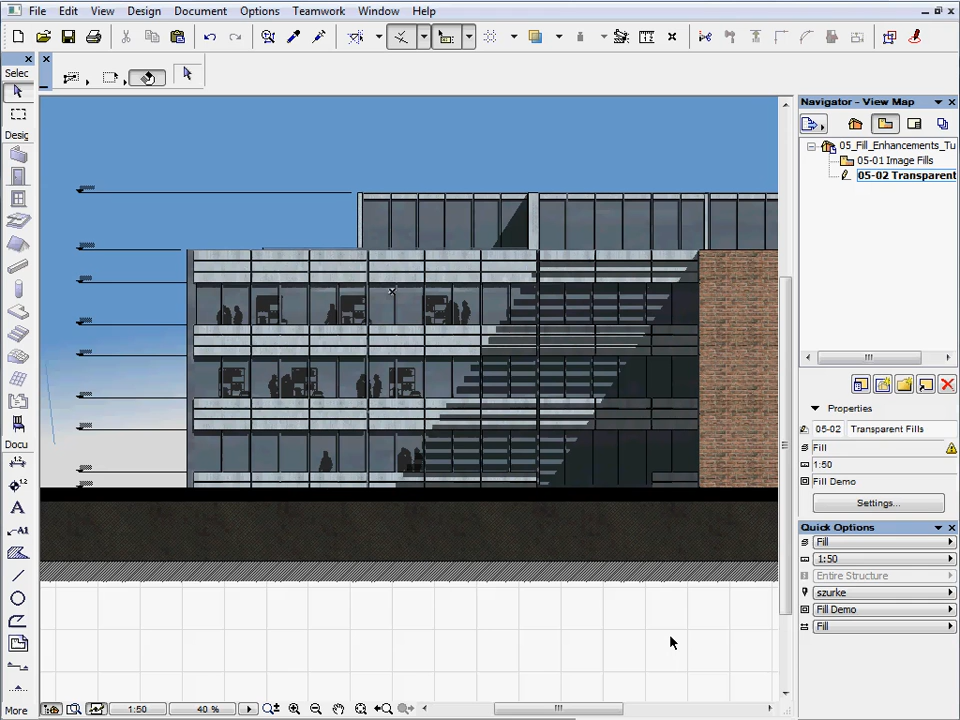 File Edit View Design Document Options Teamwork Window Help
Selec
Desig
Docu
A
A1
More
1:50
40 %
Navigator - View Map
05_Fill_Enhancements_Tu
05-01 Image Fills
05-02 Transparent
Properties
05-02 Transparent Fills
Fill
1:50
Fill Demo
Settings...
Quick Options
Fill
1:50
Entire Structure
szurke
Fill Demo
Fill